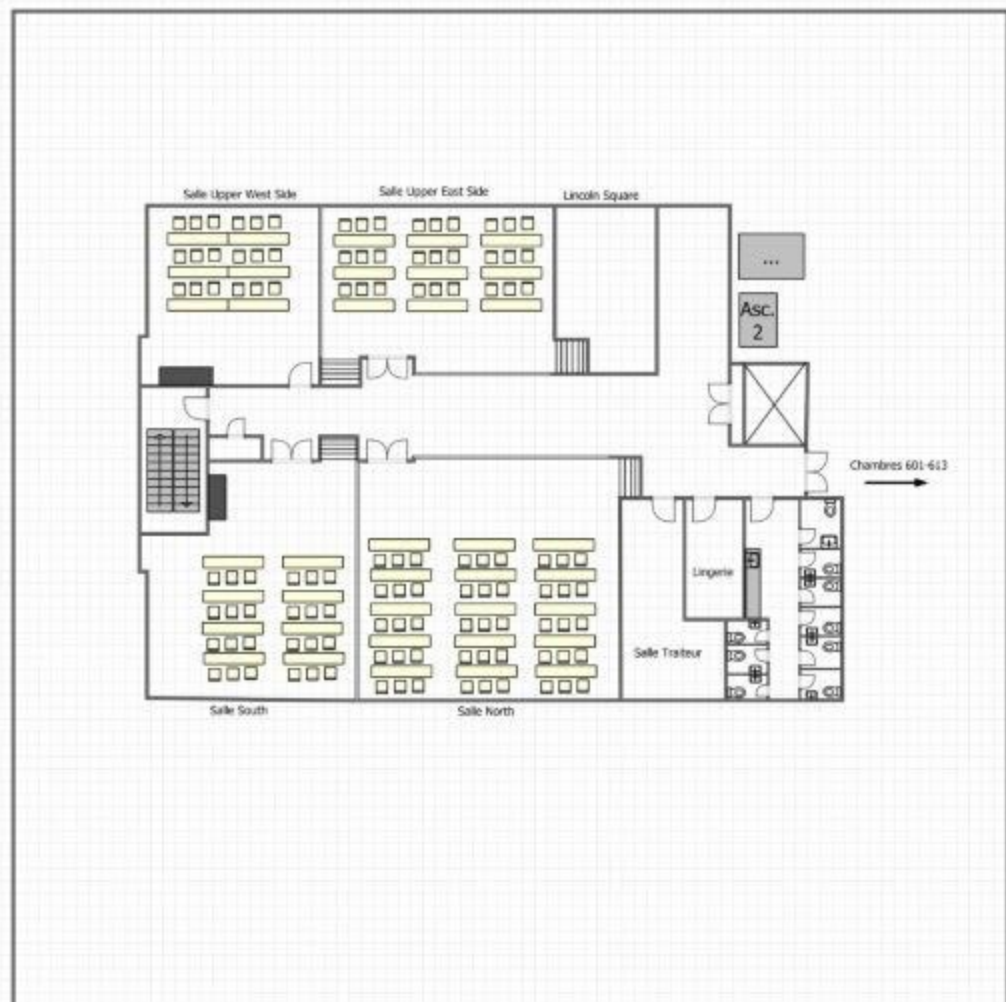 Salle Upper West Side
Salle Upper East Side
Lincoln Square
...
Asc.
2
Chambres 601-613
Lingerie
Salle Traiteur
Salle South
Salle North